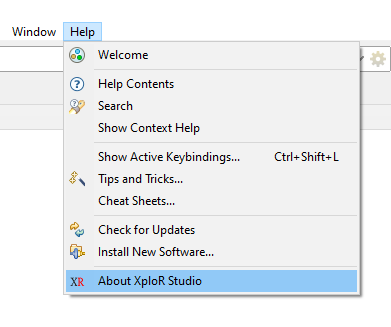 Window Help
Welcome
Help Contents
Search
Show Context Help
Show Active Keybindings... Ctrl+Shift+L
Tips and Tricks...
Cheat Sheets...
Check for Updates
Install New Software...
XR About XploR Studio